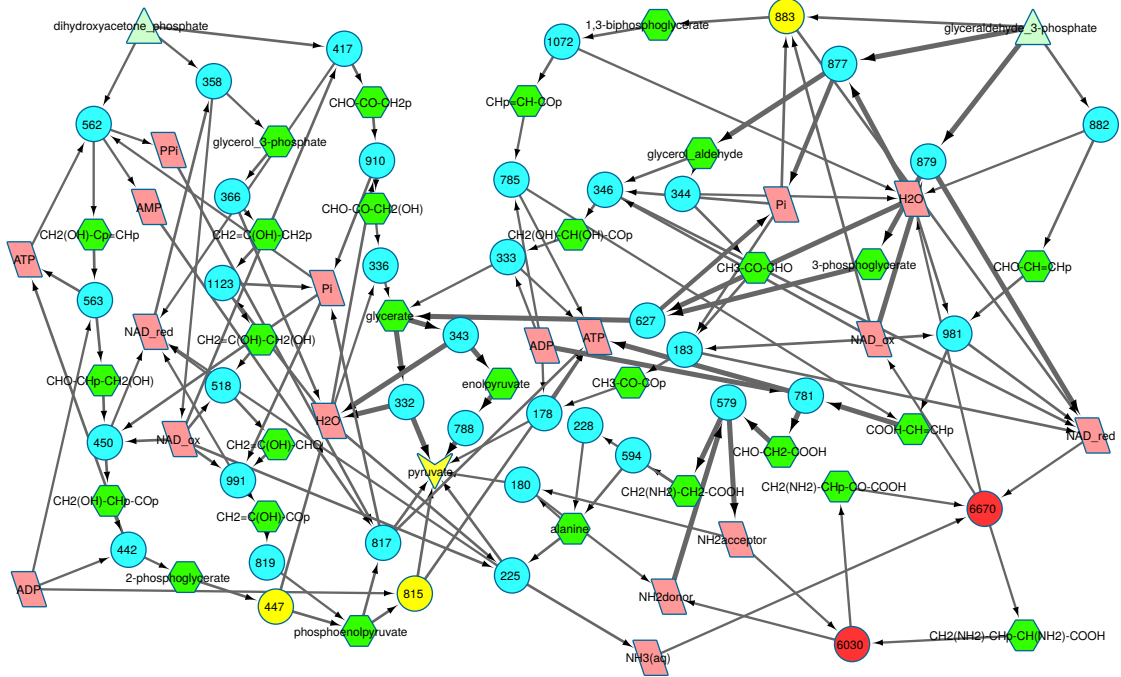 dihydroxyacetone_phosphate
1,3-biphosphoglycerate
883
glyceraldehyde_3-phosphate
417
1072
877
358
CHO-CO-CH2p
CHp=CH-COp
562
882
PPi
glycerol_3-phosphate
910
glycerol_aldehyde
879
785
346
344
366
AMP
CHO-CO-CH2(OH)
Pi
H2O
CH2(OH)-Cp=CHp
CH2=C(OH)-CH2p
CH2(OH)-CH(OH)-COp
ATP
336
333
CH3-CO-CHO
3-phosphoglycerate
CHO-CH=CHp
1123
Pi
563
glycerate
627
NAD_red
CH2=C(OH)-CH2(OH)
343
ADP
ATP
183
NAD_ox
981
CHO-CHp-CH2(OH)
518
enolpyruvate
CH3-CO-COp
332
579
781
178
H2O
450
NAD_ox
CH2=C(OH)-CHO
788
228
COOH-CH=CHp
NAD_red
CHO-CH2-COOH
594
pyruvate
991
180
CH2(NH2)-CH2-COOH
CH2(NH2)-CHp-CO-COOH
CH2(OH)-CHp-COp
CH2=C(OH)-COp
6670
alanine
442
817
NH2acceptor
819
2-phosphoglycerate
225
ADP
815
NH2donor
447
phosphoenolpyruvate
6030
CH2(NH2)-CHp-CH(NH2)-COOH
NH3(aq)